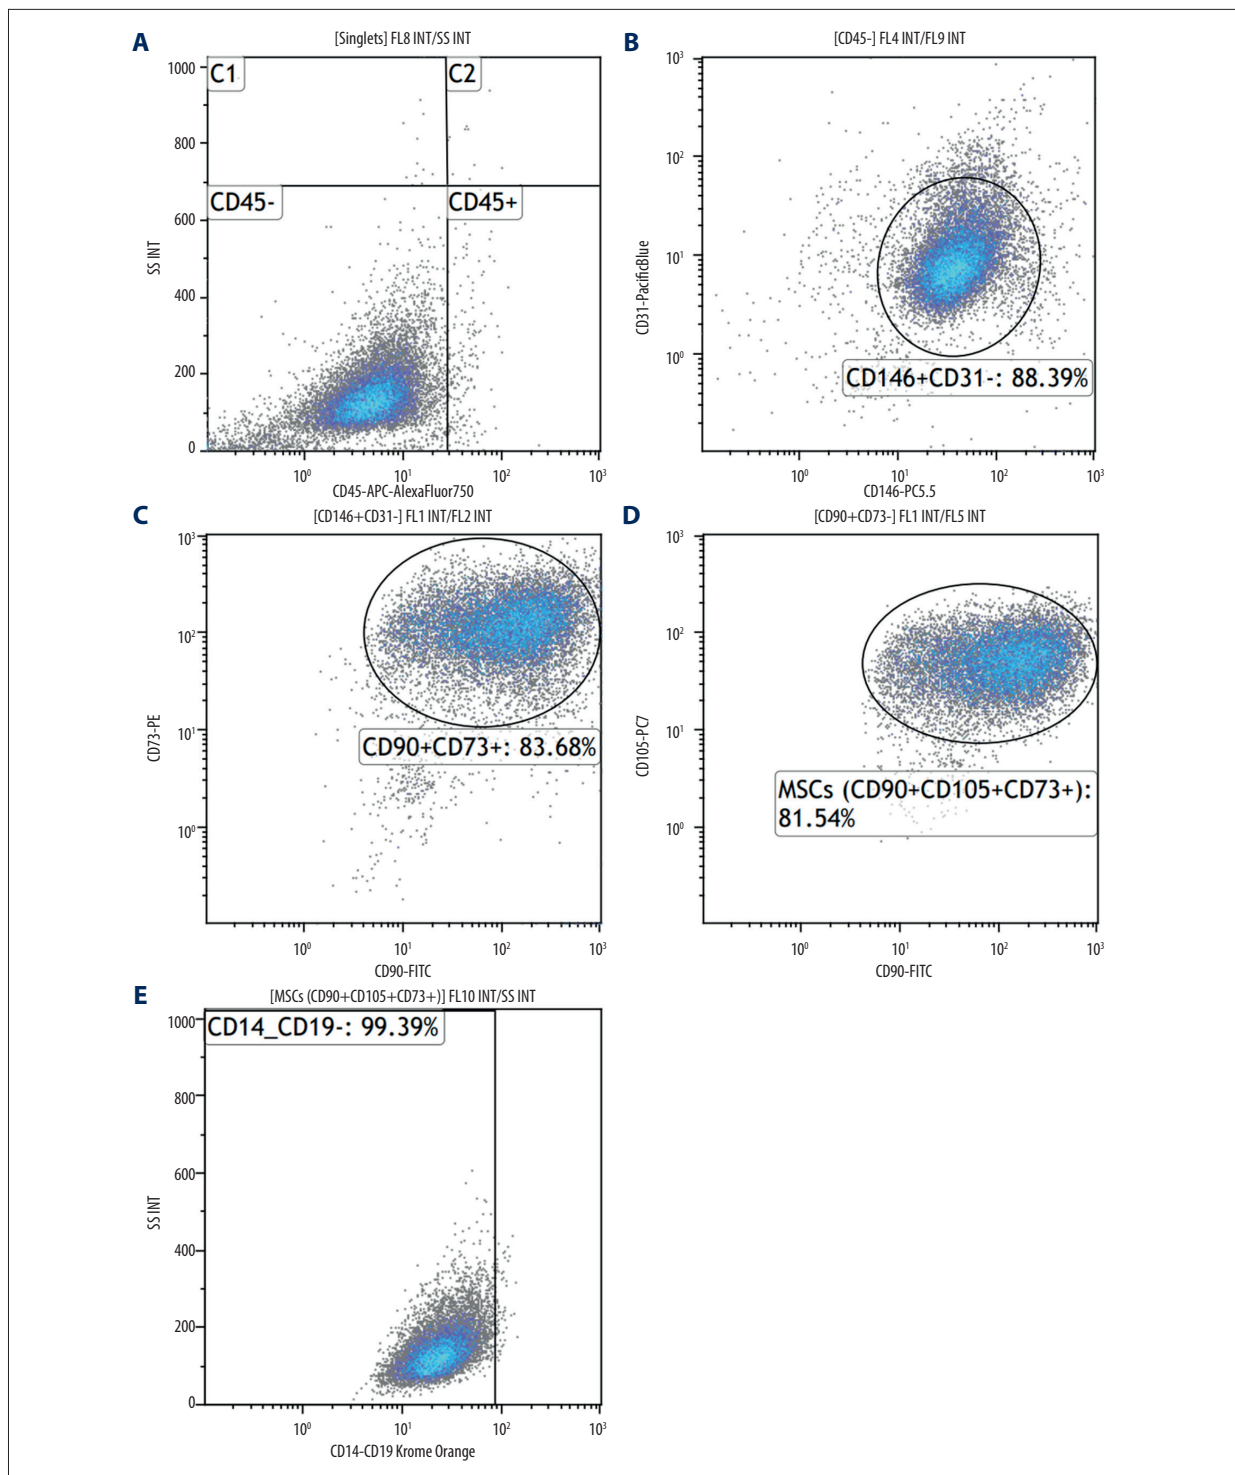 A
[Singlets] FL8 INT/SS INT
C1
C2
CD45-
CD45+
1000
800
600
400
200
0
SS INT
10⁰
10¹
10²
10³
CD45-APC-AlexaFluor750
B
[CD45-] FL4 INT/FL9 INT
10³
10²
10¹
10⁰
CD31-PacificBlue
CD146+CD31-: 88.39%
10⁰
10¹
10²
10³
CD146-PC5.5
C
[CD146+CD31-] FL1 INT/FL2 INT
10³
10²
10¹
10⁰
CD73-PE
CD90+CD73+: 83.68%
10⁰
10¹
10²
10³
CD90-FITC
D
[CD90+CD73-] FL1 INT/FL5 INT
10³
10²
10¹
10⁰
CD105-PC7
MSCs (CD90+CD105+CD73+):
81.54%
10⁰
10¹
10²
10³
CD90-FITC
E
[MSCs (CD90+CD105+CD73+)] FL10 INT/SS INT
CD14_CD19-: 99.39%
1000
800
600
400
200
0
SS INT
10⁰
10¹
10²
10³
CD14-CD19 Krome Orange